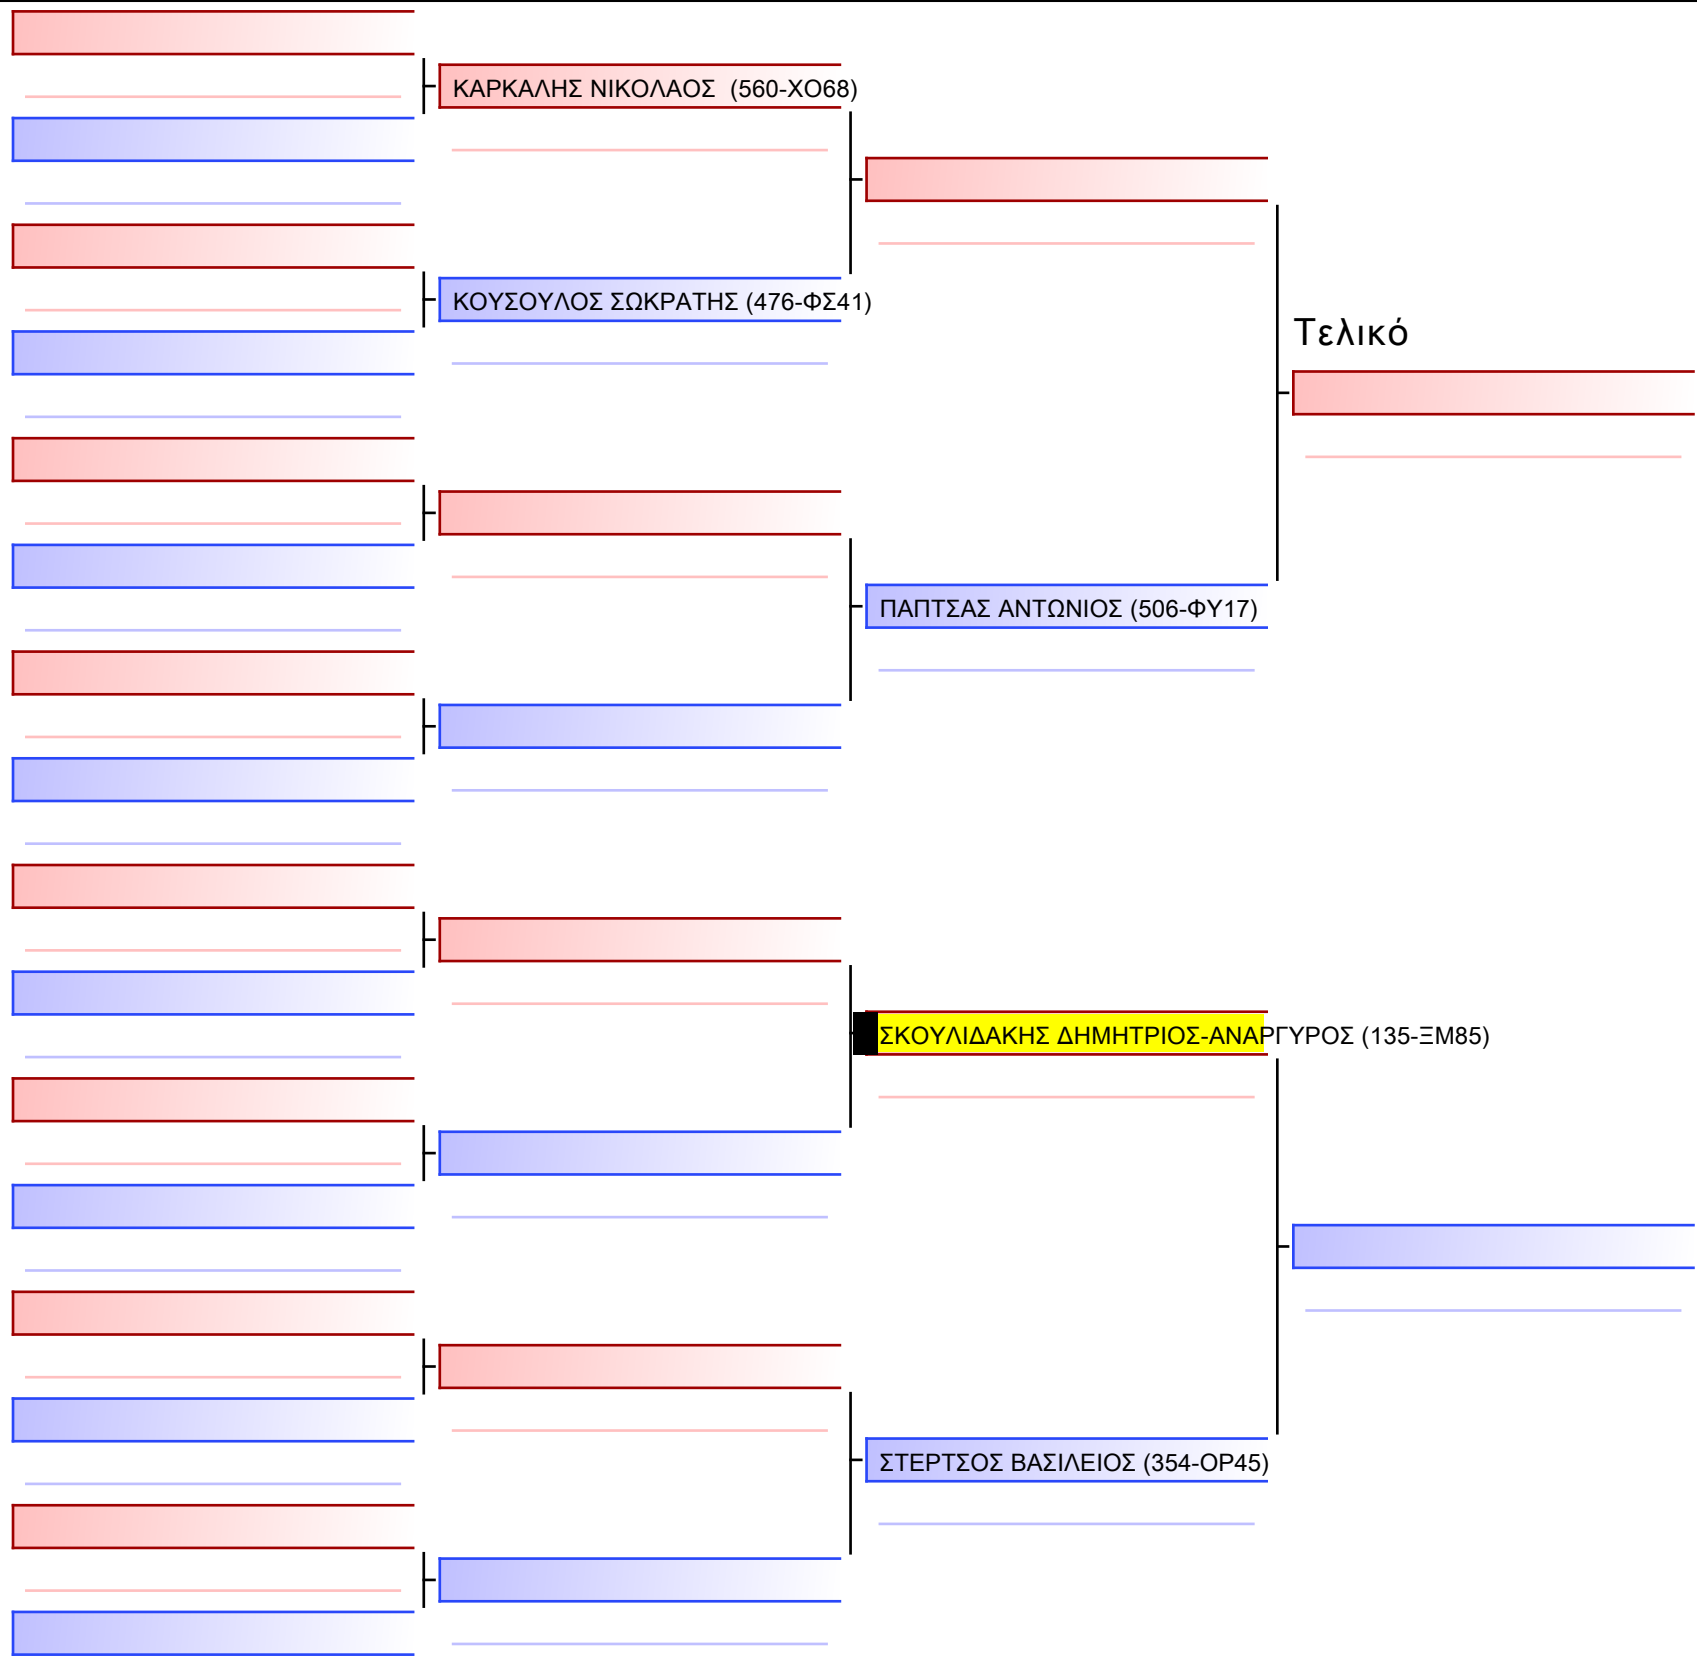 ΚΑΡΚΑΛΗΣ ΝΙΚΟΛΑΟΣ (560-ΧΟ68)
ΚΟΥΣΟΥΛΟΣ ΣΩΚΡΑΤΗΣ (476-ΦΣ41)
Τελικό
ΠΑΠΤΣΑΣ ΑΝΤΩΝΙΟΣ (506-ΦΥ17)
ΣΚΟΥΛΙΔΑΚΗΣ ΔΗΜΗΤΡΙΟΣ-ΑΝΑΡΓΥΡΟΣ (135-ΞΜ85)
ΣΤΕΡΤΣΟΣ ΒΑΣΙΛΕΙΟΣ (354-ΟΡ45)